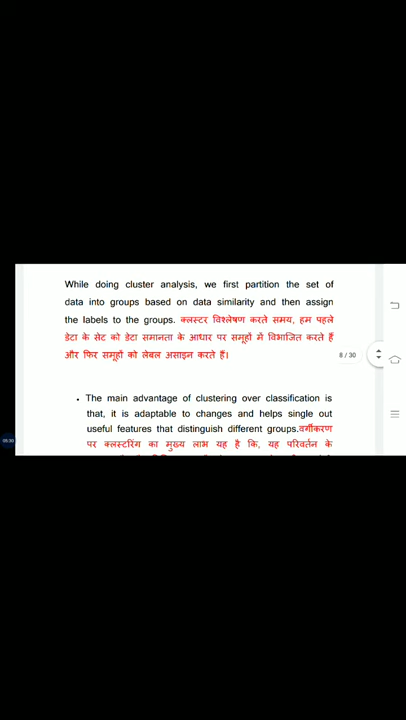 While doing cluster analysis, we first partition the set of
data into groups based on data similarity and then assign
the labels to the groups. क्लस्टर विश्लेषण करते समय, हम पहले
डेटा के सेट को डेटा समानता के आधार पर समूहों में विभाजित करते हैं
और फिर समूहों को लेबल असाइन करते हैं।
8 / 30
• The main advantage of clustering over classification is
that, it is adaptable to changes and helps single out
useful features that distinguish different groups.वर्गीकरण
पर क्लस्टरिंग का मुख्य लाभ यह है कि, यह परिवर्तन के
05:30